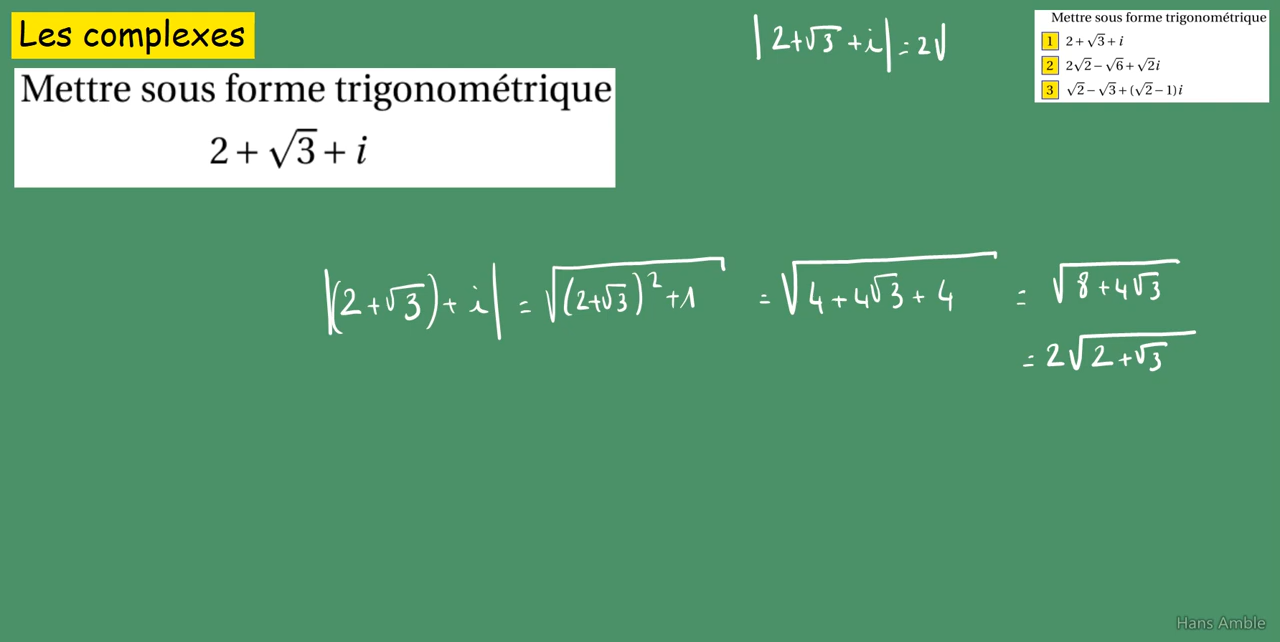 Les complexes
Mettre sous forme trigonométrique
2 + √3 + i
|2+√3 + i| = 2√
Mettre sous forme trigonométrique
1 2 + √3 + i
2 2√2 − √6 + √2i
3 √2 − √3 + (√2 − 1)i
|(2+√3) + i| = √((2+√3)² + 1) = √(4 + 4√3 + 4) = √(8 + 4√3)
= 2√(2 + √3)
Hans Amble